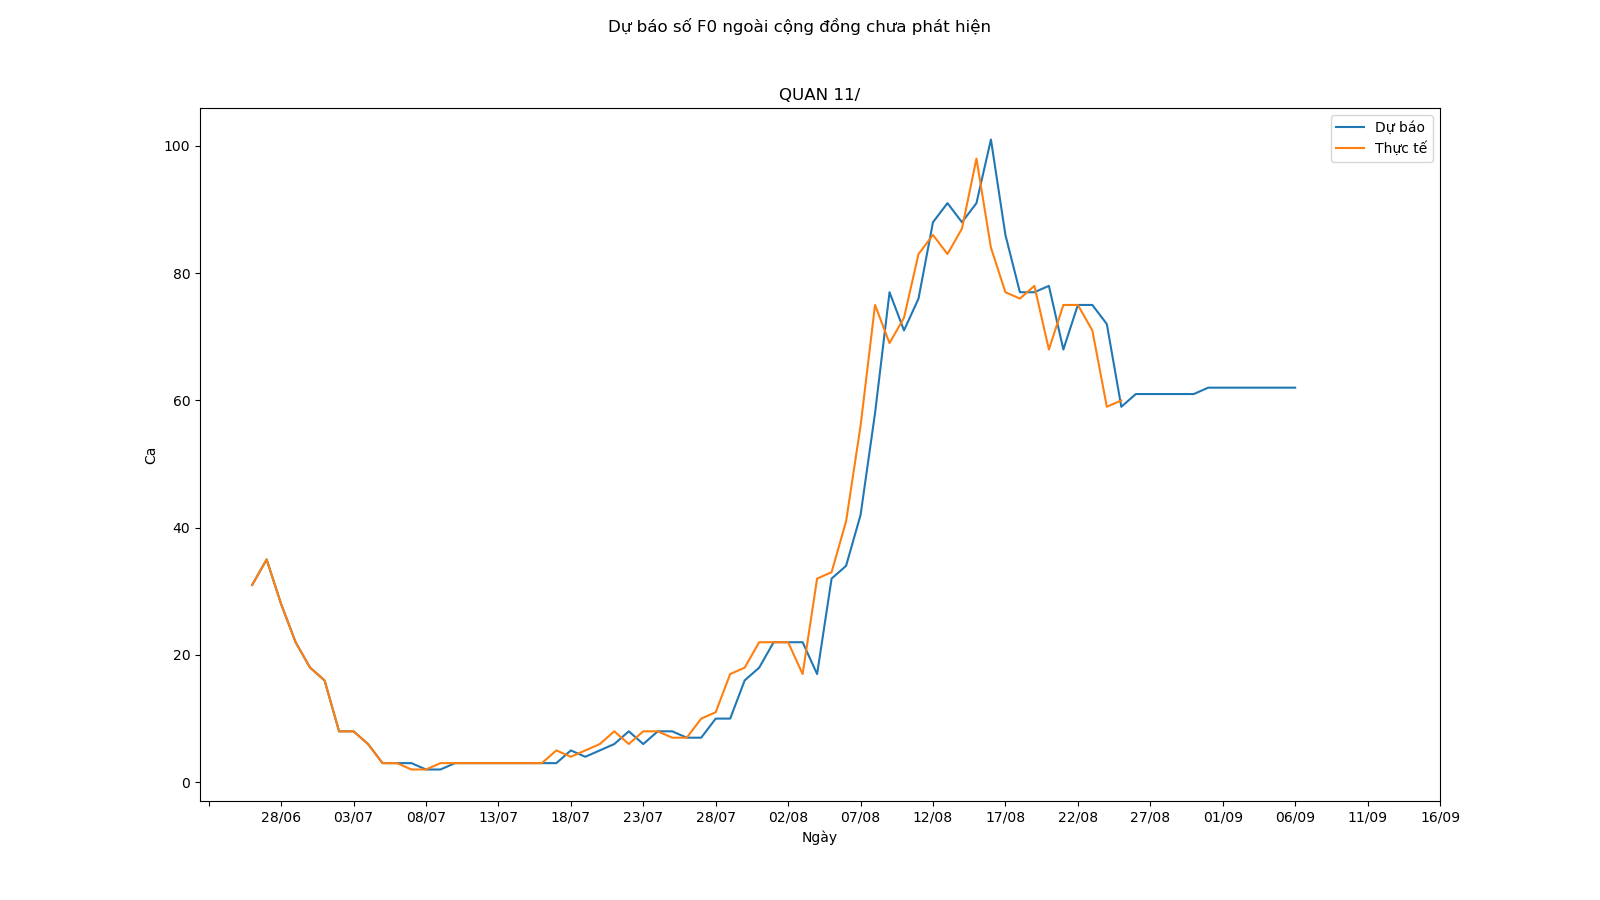 Dự báo số F0 ngoài cộng đồng chưa phát hiện
QUAN 11/
Dự báo
Thực tế
100
80
60
40
20
0
Ca
28/06 03/07 08/07 13/07 18/07 23/07 28/07 02/08 07/08 12/08 17/08 22/08 27/08 01/09 06/09 11/09 16/09
Ngày